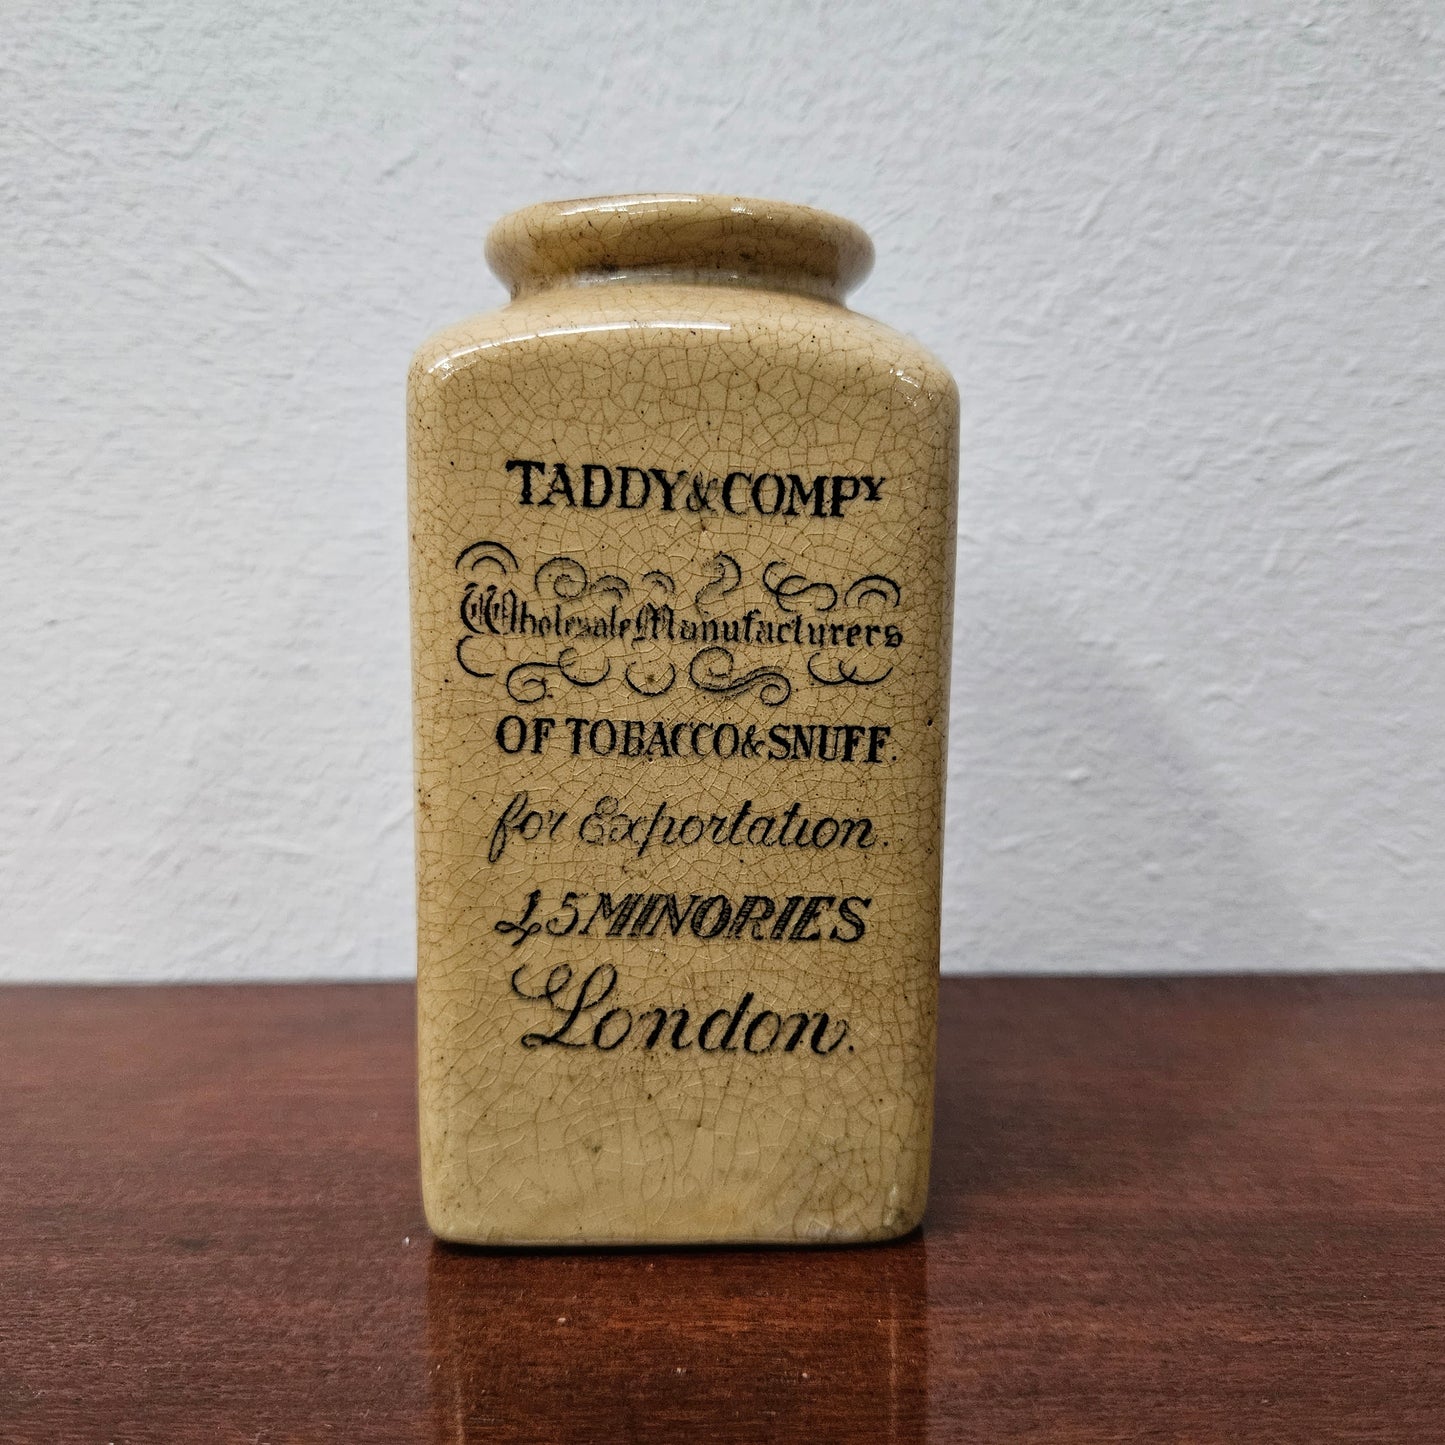 TADDY & COMPY
Wholesale Manufacturers
OF TOBACCO & SNUFF.
for Exportation.
45 MINORIES
London.